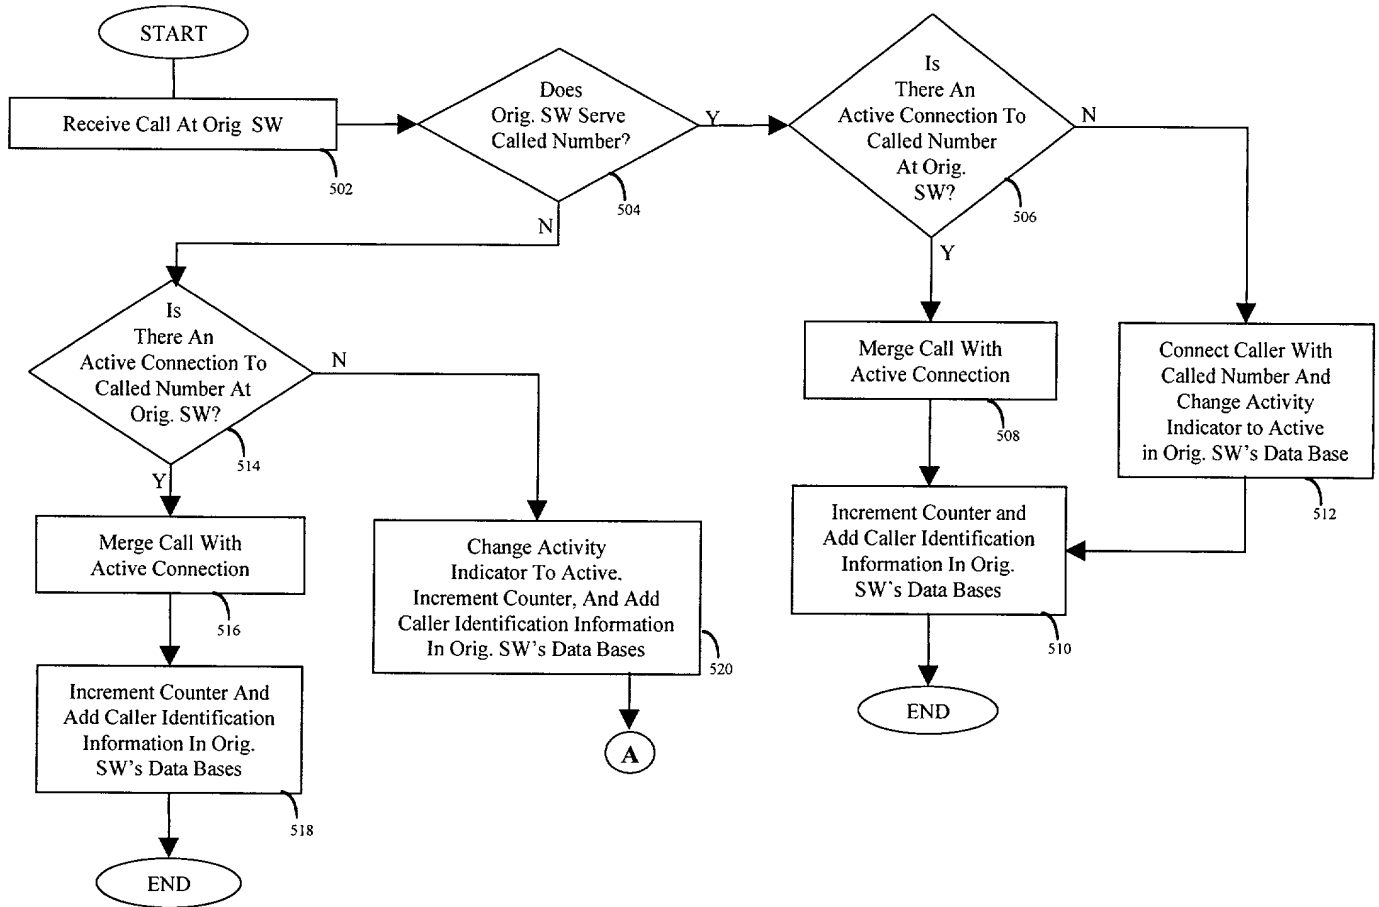 START
Receive Call At Orig SW
502
Does
Orig. SW Serve
Called Number?
504
Y
N
Is
There An
Active Connection To
Called Number
At Orig.
SW?
506
N
Y
Merge Call With
Active Connection
508
Connect Caller With
Called Number And
Change Activity
Indicator to Active
in Orig. SW's Data Base
512
Increment Counter and
Add Caller Identification
Information In Orig.
SW's Data Bases
510
END
Is
There An
Active Connection To
Called Number At
Orig. SW?
514
N
Y
Merge Call With
Active Connection
516
Increment Counter And
Add Caller Identification
Information In Orig.
SW's Data Bases
518
END
Change Activity
Indicator To Active,
Increment Counter, And Add
Caller Identification Information
In Orig. SW's Data Bases
520
A